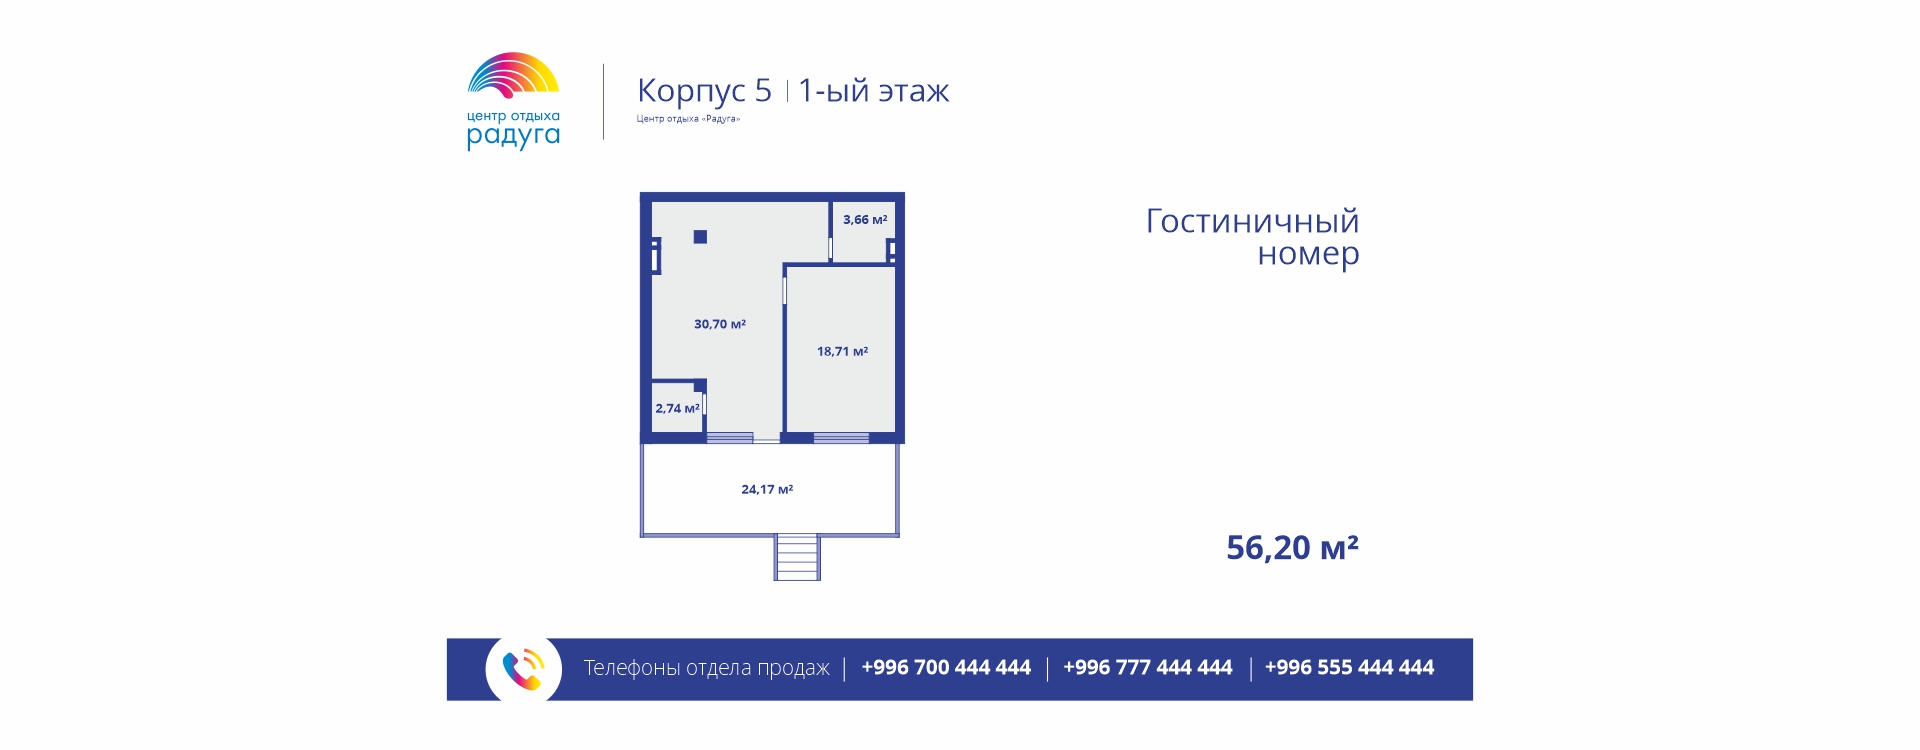 центр отдыха
радуга
Корпус 5 | 1-ый этаж
Центр отдыха «Радуга»
Гостиничный
номер
3,66 м²
30,70 м²
18,71 м²
2,74 м²
24,17 м²
56,20 м²
Телефоны отдела продаж | +996 700 444 444 | +996 777 444 444 | +996 555 444 444